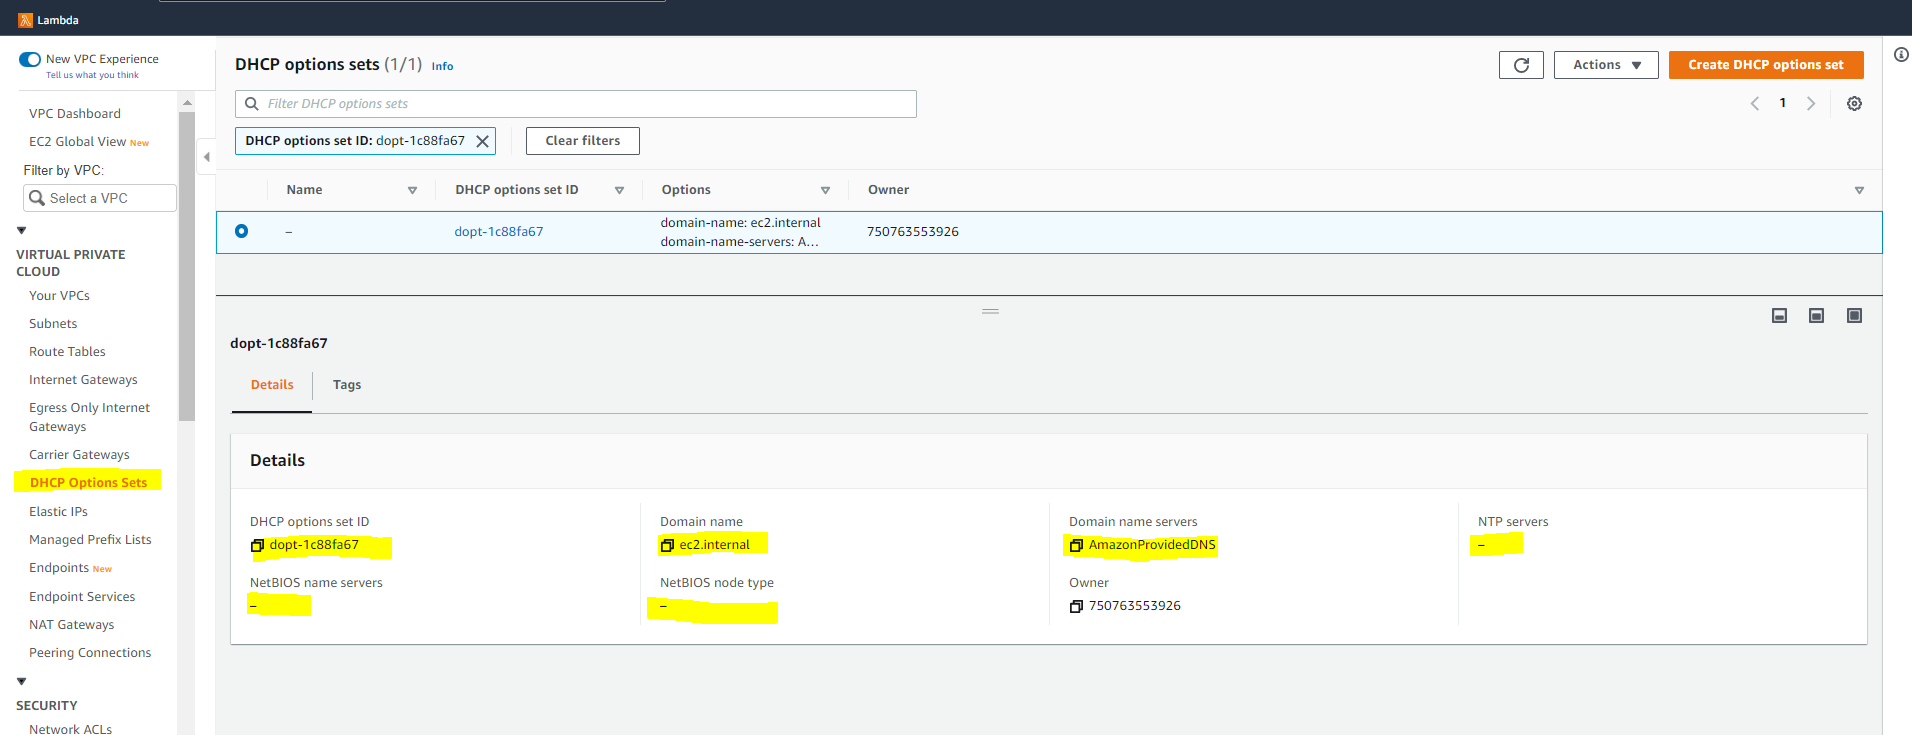 Lambda
New VPC Experience
Tell us what you think
VPC Dashboard
EC2 Global View New
Filter by VPC:
Select a VPC
VIRTUAL PRIVATE
CLOUD
Your VPCs
Subnets
Route Tables
Internet Gateways
Egress Only Internet
Gateways
Carrier Gateways
DHCP Options Sets
Elastic IPs
Managed Prefix Lists
Endpoints New
Endpoint Services
NAT Gateways
Peering Connections
SECURITY
Network ACLs
DHCP options sets (1/1) Info
Actions
Create DHCP options set
Filter DHCP options sets
1
DHCP options set ID: dopt-1c88fa67
Clear filters
Name DHCP options set ID Options Owner
– dopt-1c88fa67 domain-name: ec2.internal 750763553926
domain-name-servers: A...
dopt-1c88fa67
Details Tags
Details
DHCP options set ID
dopt-1c88fa67
Domain name
ec2.internal
Domain name servers
AmazonProvidedDNS
NTP servers
–
NetBIOS name servers
–
NetBIOS node type
–
Owner
750763553926